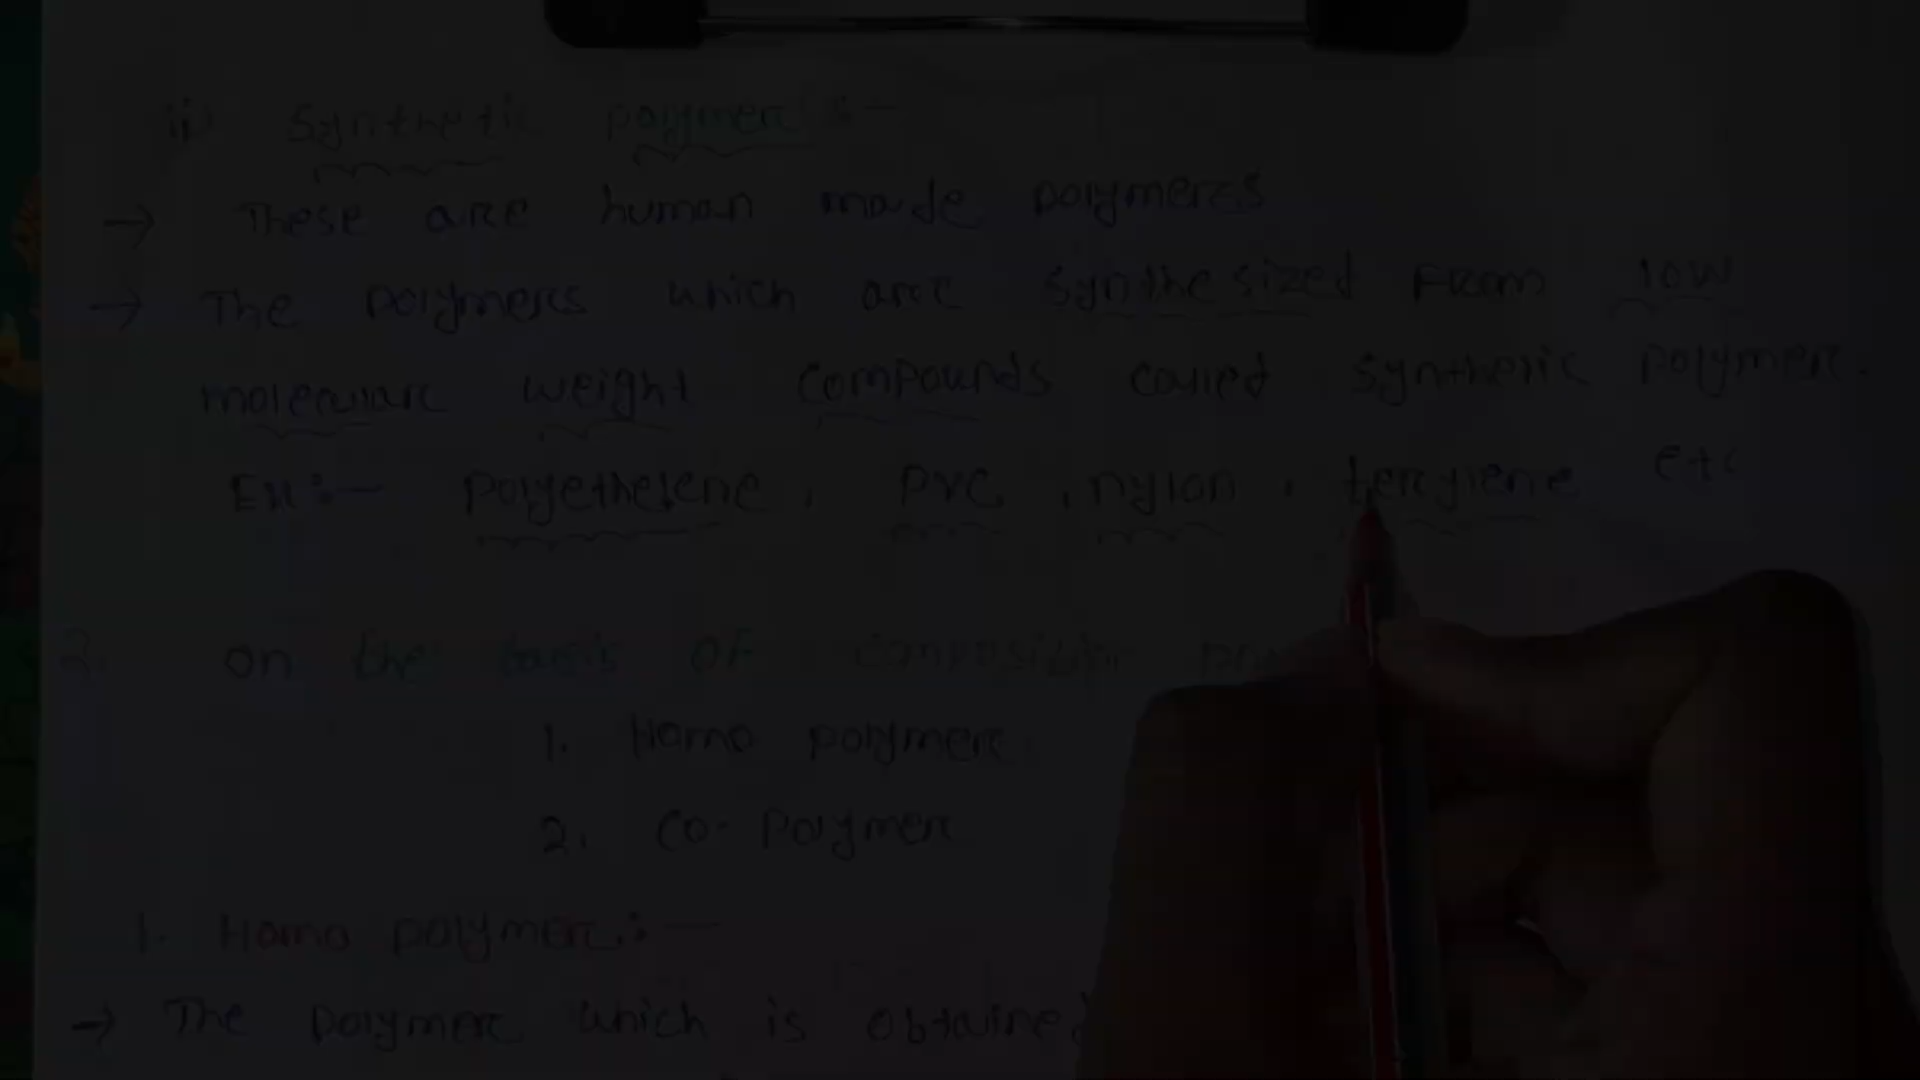 ii) Synthetic polymer :-
→ These are human made polymers
→ The polymers which are synthesized from low
molecular weight compounds called synthetic polymer.
Ex:- Polyethelene, PVC, nylon, terylene etc
2. on the basis of composition
1. Homo polymer
2. Co-polymer
1. Homo polymer:-
→ The polymer which is obtained